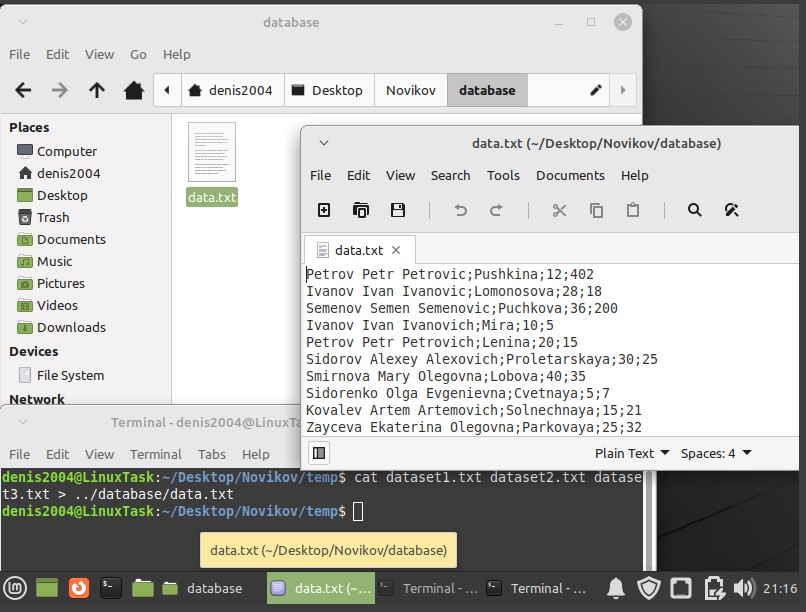 database
File Edit View Go Help
denis2004 Desktop Novikov database
Places
Computer
denis2004
Desktop
Trash
Documents
Music
Pictures
Videos
Downloads
Devices
File System
Network
data.txt
data.txt (~/Desktop/Novikov/database)
File Edit View Search Tools Documents Help
data.txt
Petrov Petr Petrovic;Pushkina;12;402
Ivanov Ivan Ivanovic;Lomonosova;28;18
Semenov Semen Semenovic;Puchkova;36;200
Ivanov Ivan Ivanovich;Mira;10;5
Petrov Petr Petrovich;Lenina;20;15
Sidorov Alexey Alexovich;Proletarskaya;30;25
Smirnova Mary Olegovna;Lobova;40;35
Sidorenko Olga Evgenievna;Cvetnaya;5;7
Kovalev Artem Artemovich;Solnechnaya;15;21
Zayceva Ekaterina Olegovna;Parkovaya;25;32
Plain Text Spaces: 4
Terminal - denis2004@LinuxTa
File Edit View Terminal Tabs Help
denis2004@LinuxTask:~/Desktop/Novikov/temp$ cat dataset1.txt dataset2.txt datase
t3.txt > ../database/data.txt
denis2004@LinuxTask:~/Desktop/Novikov/temp$
data.txt (~/Desktop/Novikov/database)
database data.txt (~... Terminal - ... Terminal - ... 21:16